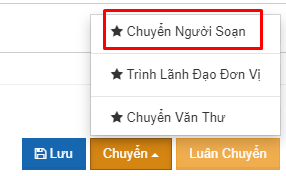 Chuyển Người Soạn
Trình Lãnh Đạo Đơn Vị
Chuyển Văn Thư
Lưu
Chuyển
Luân Chuyển